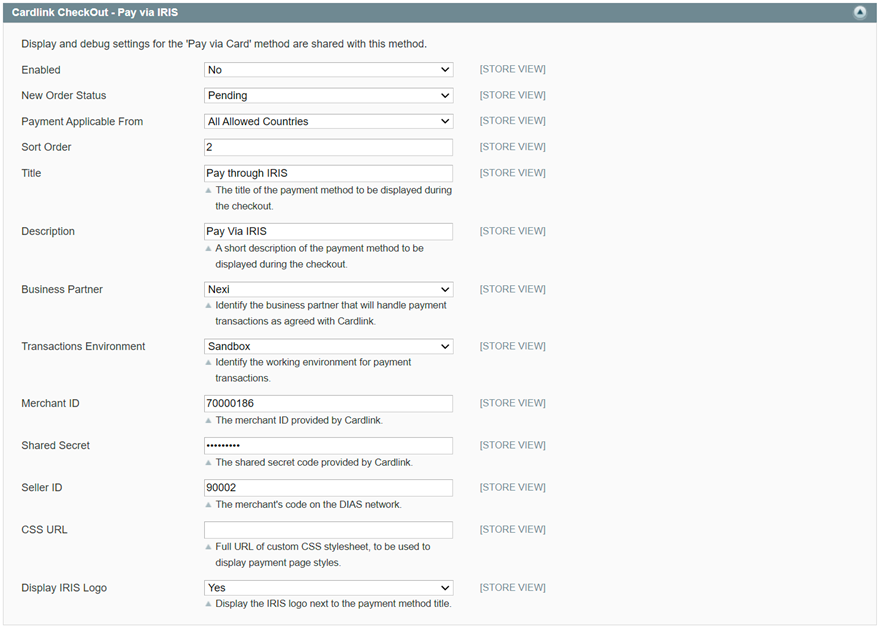 Cardlink CheckOut - Pay via IRIS
Display and debug settings for the 'Pay via Card' method are shared with this method.
Enabled No [STORE VIEW]
New Order Status Pending [STORE VIEW]
Payment Applicable From All Allowed Countries [STORE VIEW]
Sort Order 2 [STORE VIEW]
Title Pay through IRIS [STORE VIEW]
The title of the payment method to be displayed during
the checkout.
Description Pay Via IRIS [STORE VIEW]
A short description of the payment method to be
displayed during the checkout.
Business Partner Nexi [STORE VIEW]
Identify the business partner that will handle payment
transactions as agreed with Cardlink.
Transactions Environment Sandbox [STORE VIEW]
Identify the working environment for payment
transactions.
Merchant ID 70000186 [STORE VIEW]
The merchant ID provided by Cardlink.
Shared Secret ••••••••• [STORE VIEW]
The shared secret code provided by Cardlink.
Seller ID 90002 [STORE VIEW]
The merchant's code on the DIAS network.
CSS URL [STORE VIEW]
Full URL of custom CSS stylesheet, to be used to
display payment page styles.
Display IRIS Logo Yes [STORE VIEW]
Display the IRIS logo next to the payment method title.